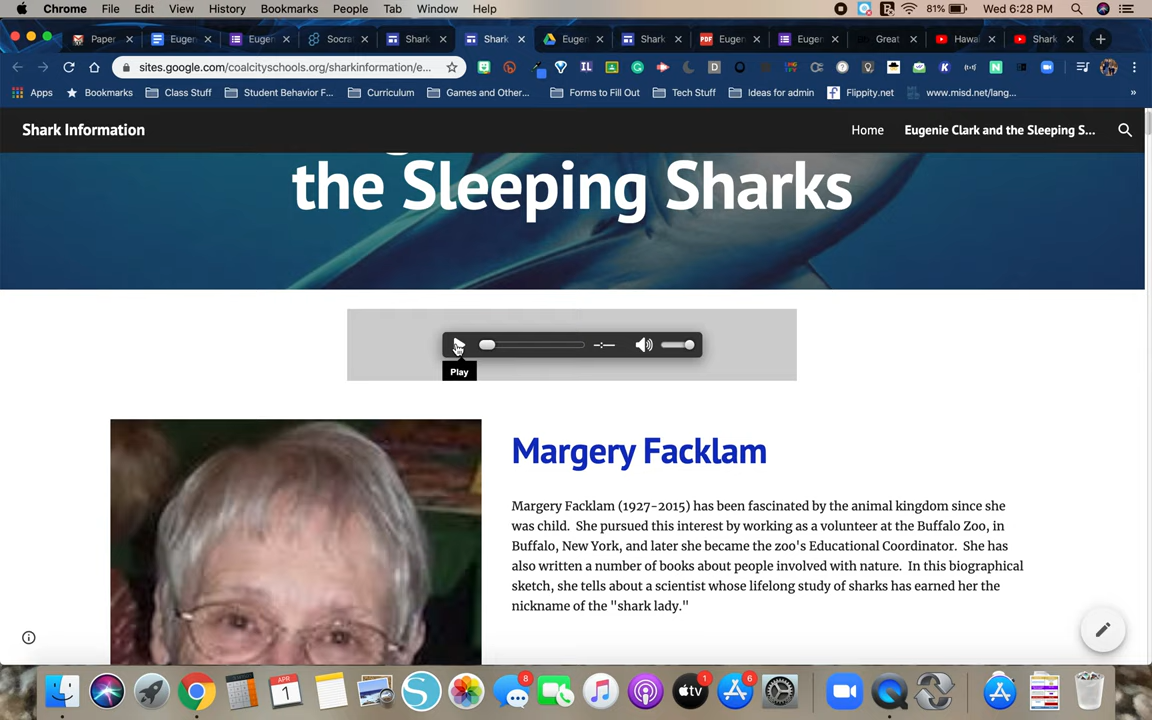 Chrome File Edit View History Bookmarks People Tab Window Help 81% Wed 6:28 PM
Paper Eugen Eugen Socra Shark Shark Eugen Shark PDF Eugen Eugen Great Hawai Shark
sites.google.com/coalcityschools.org/sharkinformation/e...
Apps Bookmarks Class Stuff Student Behavior F... Curriculum Games and Other... Forms to Fill Out Tech Stuff Ideas for admin Flippity.net www.misd.net/lang... »
Shark Information Home Eugenie Clark and the Sleeping S...
the Sleeping Sharks
-:--
Play
Margery Facklam
Margery Facklam (1927-2015) has been fascinated by the animal kingdom since she
was child. She pursued this interest by working as a volunteer at the Buffalo Zoo, in
Buffalo, New York, and later she became the zoo's Educational Coordinator. She has
also written a number of books about people involved with nature. In this biographical
sketch, she tells about a scientist whose lifelong study of sharks has earned her the
nickname of the "shark lady."
APR
1
8
tv
1
6